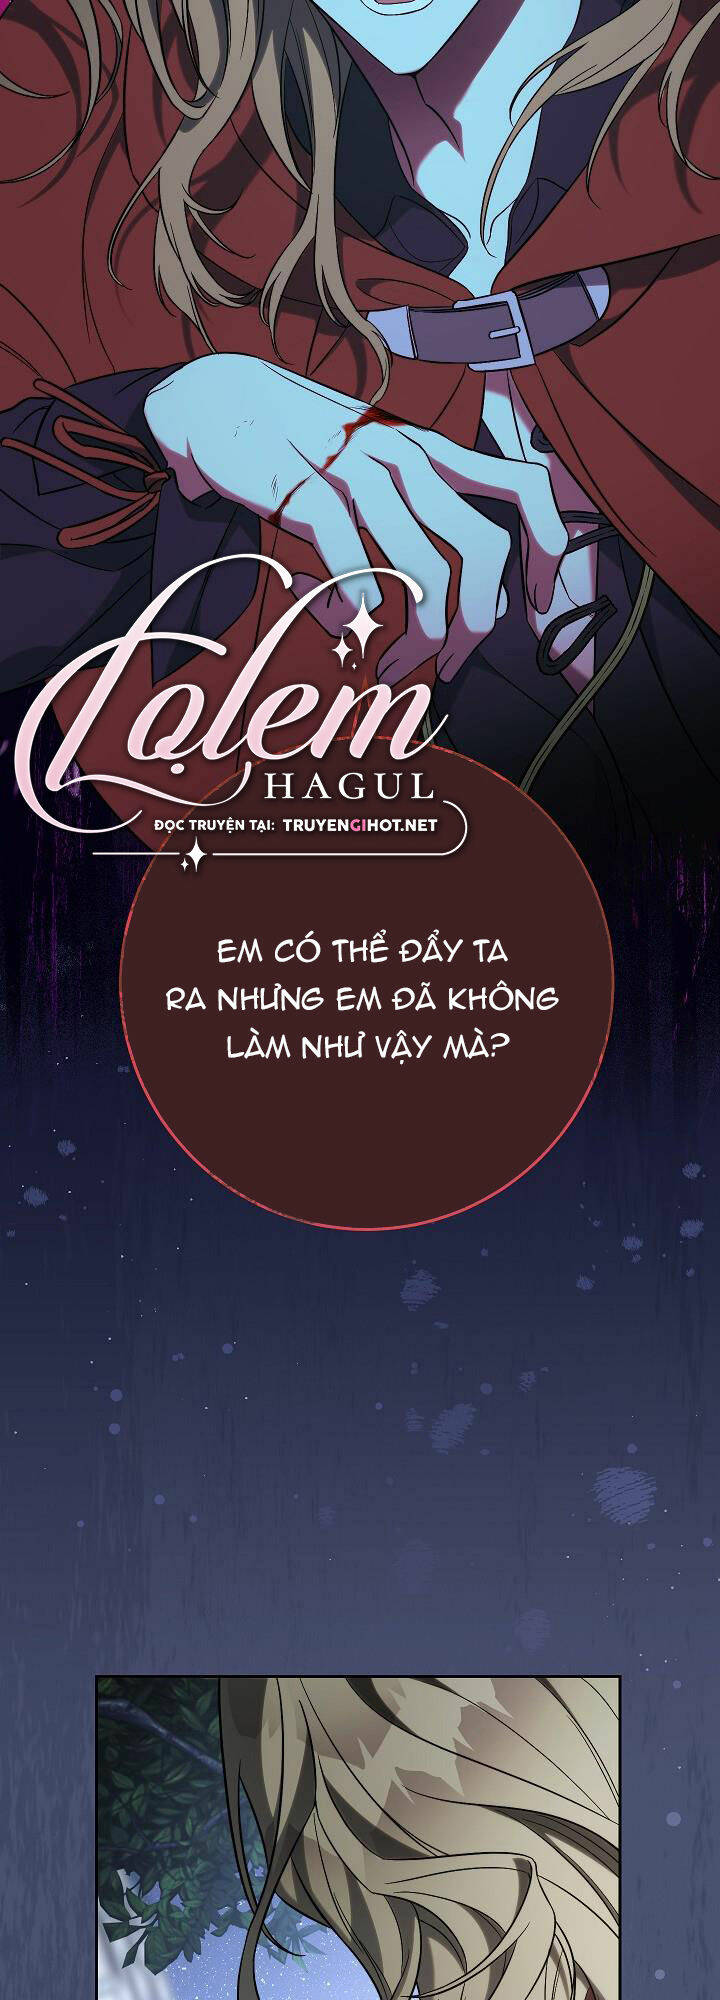 Lọlem
HAGUL
ĐỌC TRUYỆN TẠI: TRUYENGIHOT.NET
EM CÓ THỂ ĐẨY TA
RA NHƯNG EM ĐÃ KHÔNG
LÀM NHƯ VẬY MÀ?